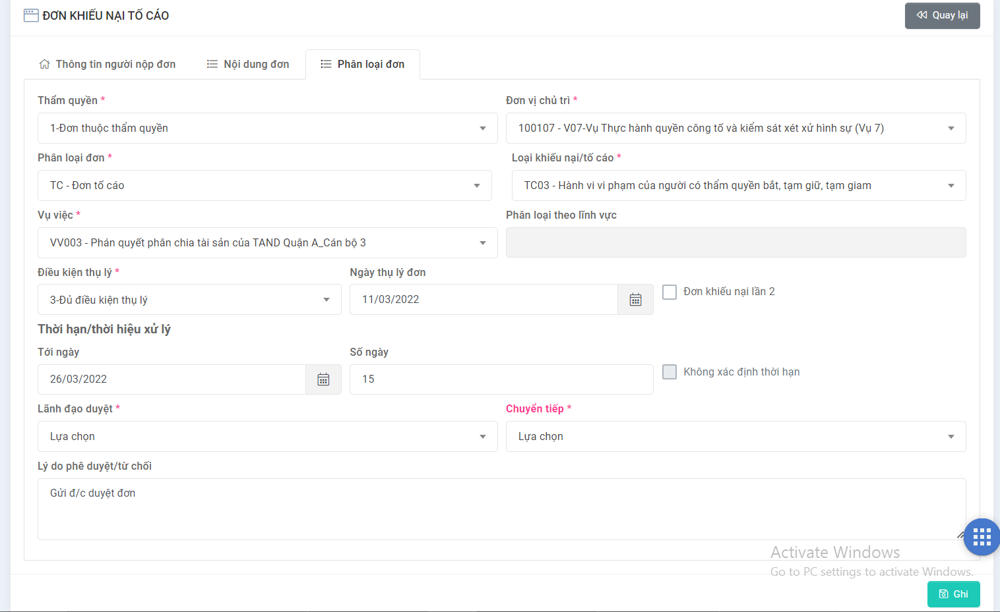 ĐƠN KHIẾU NẠI TỐ CÁO
Quay lại
Thông tin người nộp đơn
Nội dung đơn
Phân loại đơn
Thẩm quyền *
Đơn vị chủ trì *
1-Đơn thuộc thẩm quyền
100107 - V07-Vụ Thực hành quyền công tố và kiểm sát xét xử hình sự (Vụ 7)
Phân loại đơn *
Loại khiếu nại/tố cáo *
TC - Đơn tố cáo
TC03 - Hành vi vi phạm của người có thẩm quyền bắt, tạm giữ, tạm giam
Vụ việc *
Phân loại theo lĩnh vực
VV003 - Phán quyết phân chia tài sản của TAND Quận A_Cán bộ 3
Điều kiện thụ lý *
Ngày thụ lý đơn
3-Đủ điều kiện thụ lý
11/03/2022
Đơn khiếu nại lần 2
Thời hạn/thời hiệu xử lý
Tới ngày
Số ngày
26/03/2022
15
Không xác định thời hạn
Lãnh đạo duyệt *
Chuyển tiếp *
Lựa chọn
Lựa chọn
Lý do phê duyệt/từ chối
Gửi đ/c duyệt đơn
Activate Windows
Go to PC settings to activate Windows.
Ghi